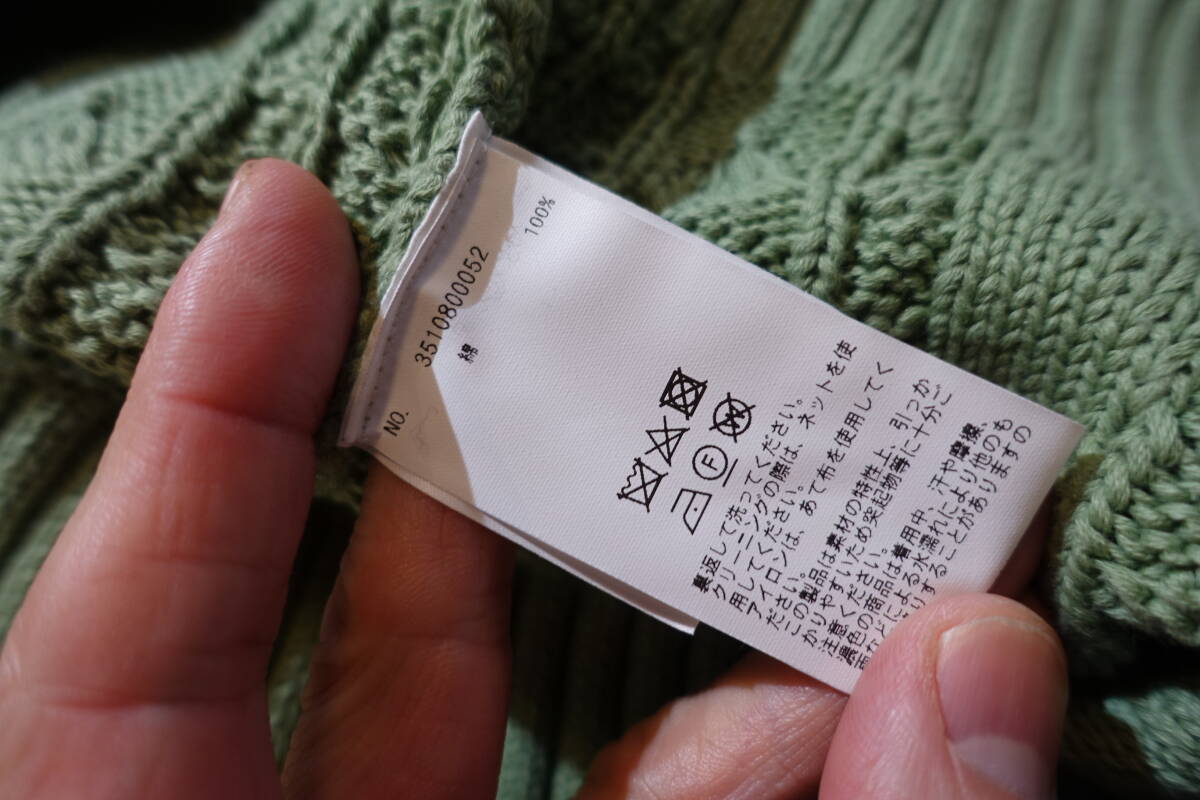 NO. 3510800052
綿 100%
F
裏返して洗ってください。
クリーニングの際は、ネットを使
用してください。
アイロンは、あて布を使用してく
ださい。
この製品は素材の特性上、引っか
かりやすいため突起物等に十分ご
注意ください。
濃色の商品は着用中、汗や摩擦、
雨などによる水濡れにより他のも
りすることがありますの